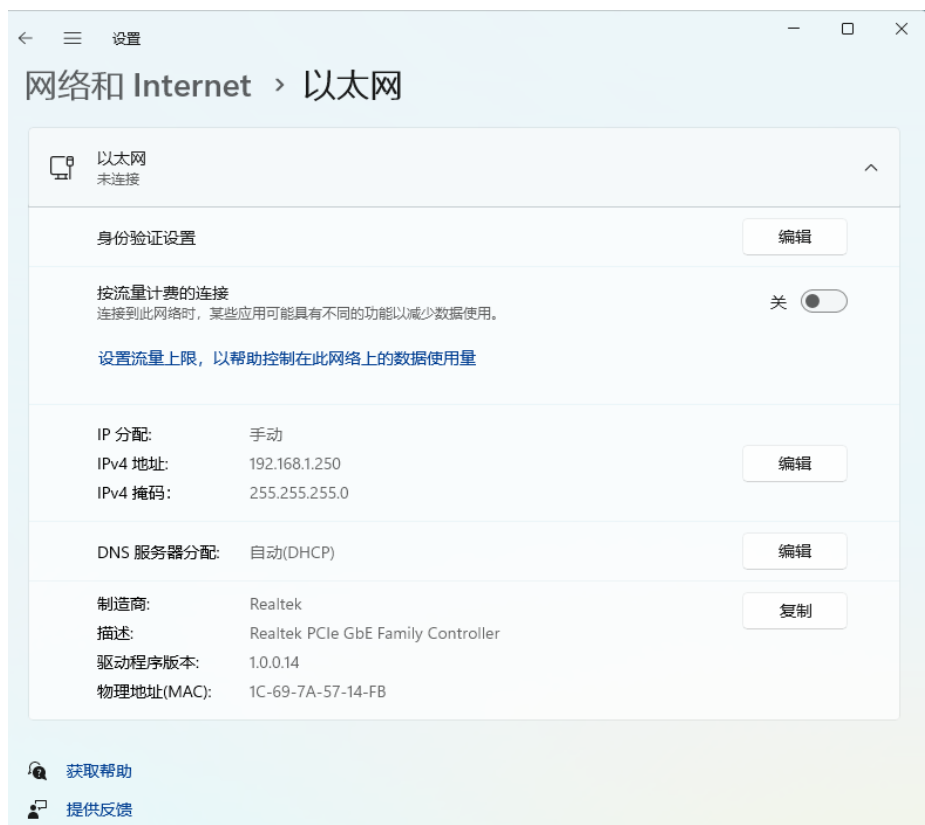 设置
网络和 Internet › 以太网
以太网
未连接
身份验证设置
编辑
按流量计费的连接
连接到此网络时，某些应用可能具有不同的功能以减少数据使用。
关
设置流量上限，以帮助控制在此网络上的数据使用量
IP 分配: 手动
IPv4 地址: 192.168.1.250
编辑
IPv4 掩码: 255.255.255.0
DNS 服务器分配: 自动(DHCP)
编辑
制造商: Realtek
复制
描述: Realtek PCIe GbE Family Controller
驱动程序版本: 1.0.0.14
物理地址(MAC): 1C-69-7A-57-14-FB
获取帮助
提供反馈